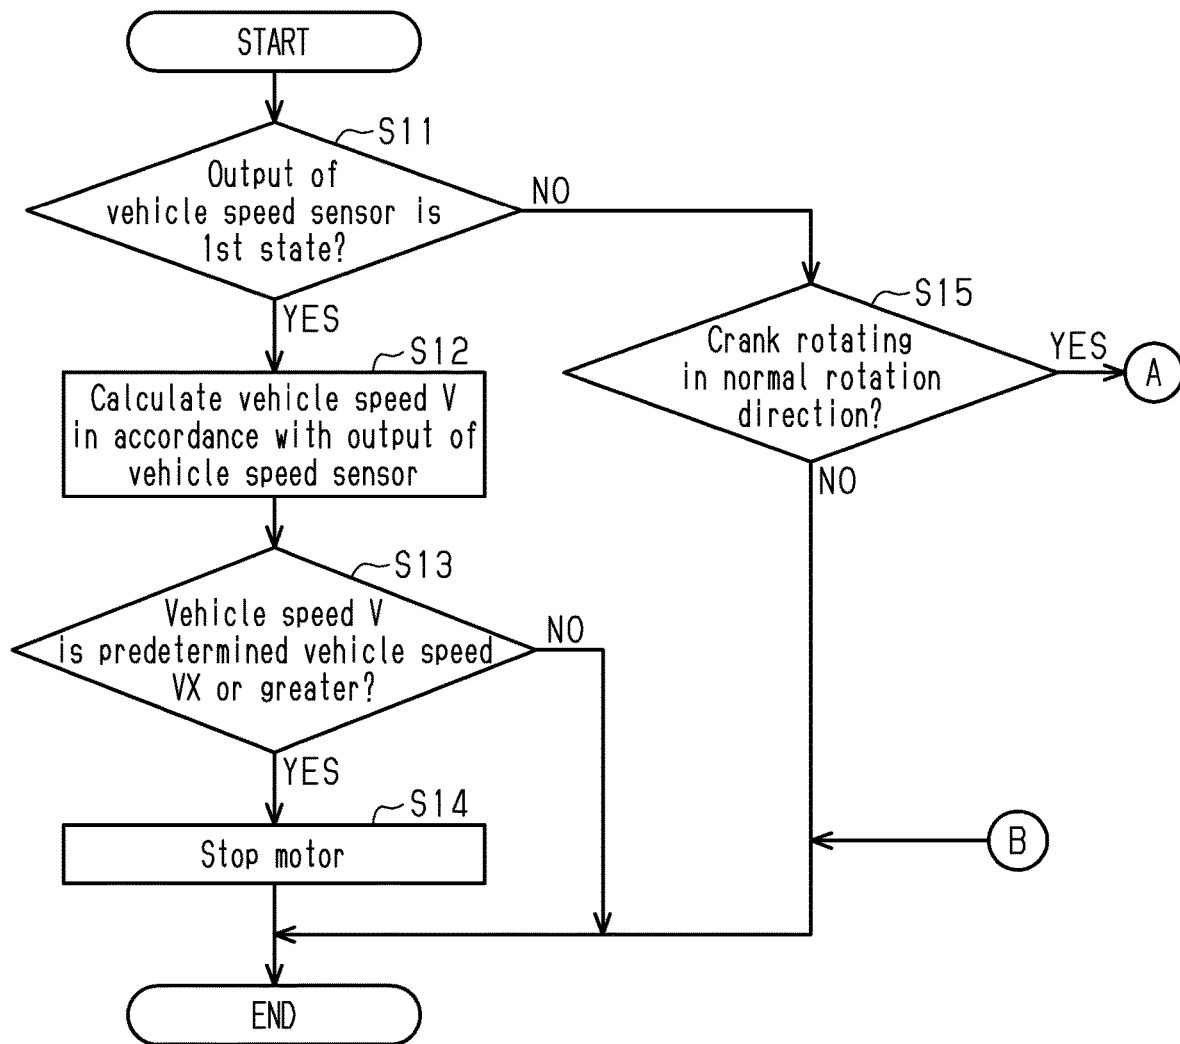 START
S11
Output of
vehicle speed sensor is
1st state?
NO
YES
S15
Crank rotating
in normal rotation
direction?
YES
A
NO
S12
Calculate vehicle speed V
in accordance with output of
vehicle speed sensor
S13
Vehicle speed V
is predetermined vehicle speed
VX or greater?
NO
YES
S14
Stop motor
B
END